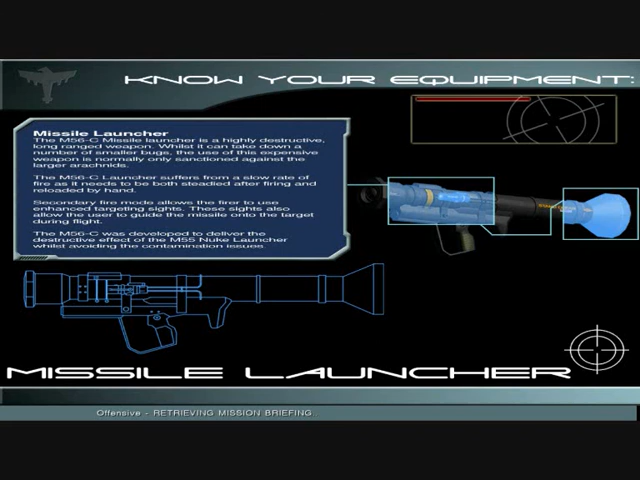 KNOW YOUR EQUIPMENT:
Missile Launcher
The M56-C Missile launcher is a highly destructive,
long ranged weapon. Whilst it can take down a
number of smaller bugs, the use of this expensive
weapon is normally only sanctioned against the
larger arachnids.
The M56-C Launcher suffers from a slow rate of
fire as it needs to be both steadied after firing and
reloaded by hand.
Secondary fire mode allows the firer to use
enhanced targeting sights. These sights also
allow the user to guide the missile onto the target
during flight.
The M56-C was developed to deliver the
destructive effect of the M55 Nuke Launcher
whilst avoiding the contamination issues.
MISSILE LAUNCHER
Offensive - RETRIEVING MISSION BRIEFING.